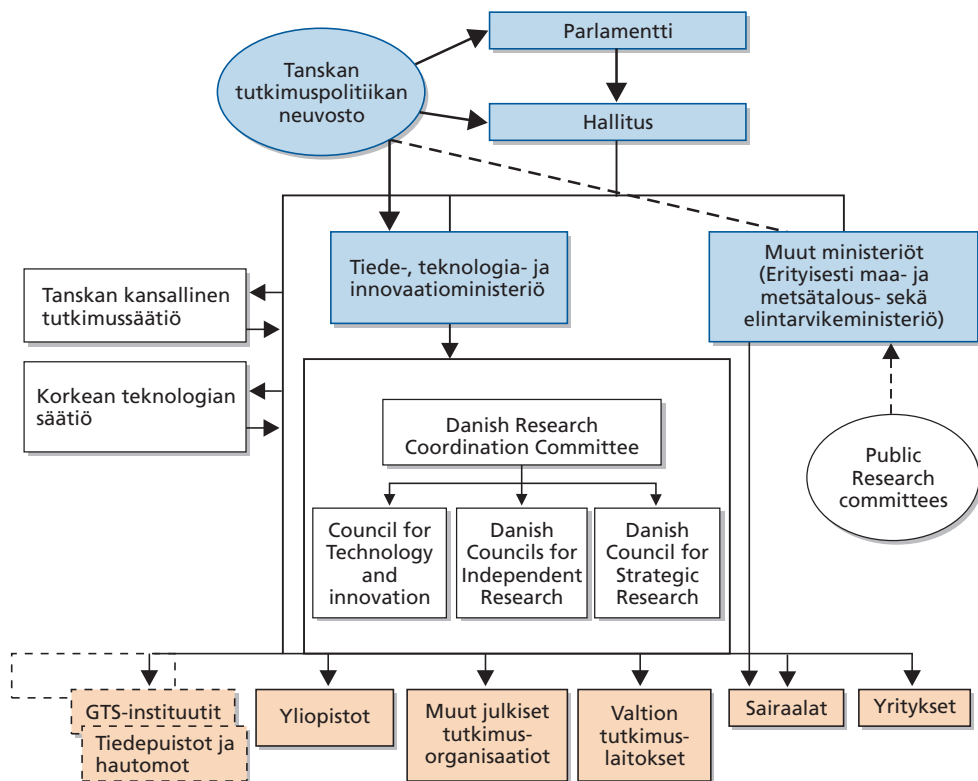 Parlamentti
Tanskan
tutkimuspolitiikan
neuvosto
Hallitus
Tiede-, teknologia- ja
innovaatioministeriö
Muut ministeriöt
(Erityisesti maa- ja
metsätalous- sekä
elintarvikeministeriö)
Tanskan kansallinen
tutkimussäätiö
Korkean teknologian
säätiö
Danish Research
Coordination Committee
Public
Research
committees
Council for
Technology
and
innovation
Danish
Councils for
Independent
Research
Danish
Council for
Strategic
Research
GTS-instituutit
Tiedepuistot ja
hautomot
Yliopistot
Muut julkiset
tutkimus-
organisaatiot
Valtion
tutkimus-
laitokset
Sairaalat
Yritykset